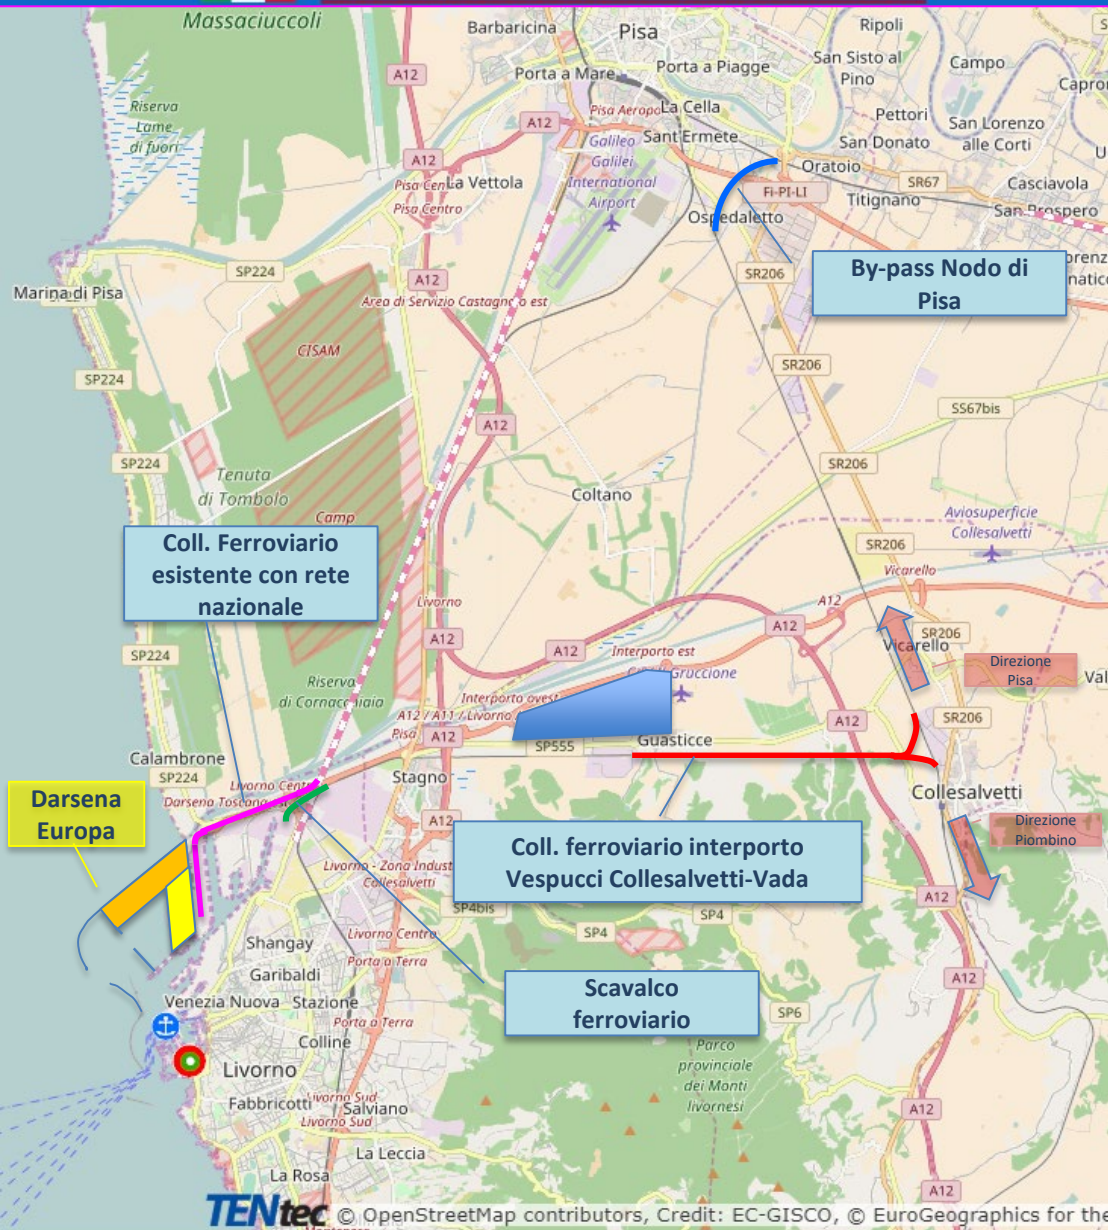 Massaciuccoli
Barbaricina
Pisa
Ripoli
Porta a Mare
Porta a Piagge
San Sisto al
Pino
Campo
A12
Riserva
Lame
di fuori
Pisa Aeropo
La Cella
Pettori
San Lorenzo
alle Corti
A12
Sant'Ermete
San Donato
Galileo
Galilei
International
Airport
A12
Oratoio
La Vettola
Fi-PI-LI
SR67
Casciavola
Pisa Centro
Titignano
Ospedaletto
San Prospero
SP224
A12
SR206
By-pass Nodo di
Pisa
Marina di Pisa
Area di Servizio Castagno est
CISAM
SR206
SP224
SS67bis
A12
SP224
SR206
Tenuta
di Tombolo
Coltano
Camp
Aviosuperficie
Collesalvetti
Coll. Ferroviario
esistente con rete
nazionale
SR206
Vicarello
Livorno
A12
A12
A12
SR206
Vicarello
SP224
A12
Interporto est
Direzione
Pisa
Gruccione
Riserva
di Cornacchiaia
Interporto ovest
A12 / A11 / Livorno
Pisa
A12
A12
SR206
SP555
Guasticce
Calambrone
SP224
Stagno
Livorno Cent
Darsena Toscana
Collesalvetti
Darsena
Europa
A12
Direzione
Piombino
Coll. ferroviario interporto
Vespucci Collesalvetti-Vada
Livorno - Zona Indust
Collesalvetti
A12
SP4bis
SP4
SP4
Livorno Centro
Porta a Terra
Shangay
Garibaldi
A12
Venezia Nuova
Stazione
Scavalco
ferroviario
SP6
Porta a Terra
Colline
Livorno
Parco
provinciale
dei Monti
livornesi
Fabbricotti
Livorno Sud
Livorno Sud
Salviano
A12
La Leccia
La Rosa
A12
TENtec © OpenStreetMap contributors, Credit: EC-GISCO, © EuroGeographics for the